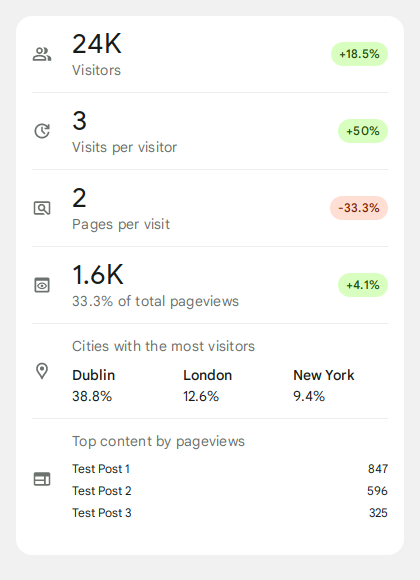 24K
+18.5%
Visitors
3
+50%
Visits per visitor
2
-33.3%
Pages per visit
1.6K
+4.1%
33.3% of total pageviews
Cities with the most visitors
Dublin London New York
38.8% 12.6% 9.4%
Top content by pageviews
Test Post 1 847
Test Post 2 596
Test Post 3 325